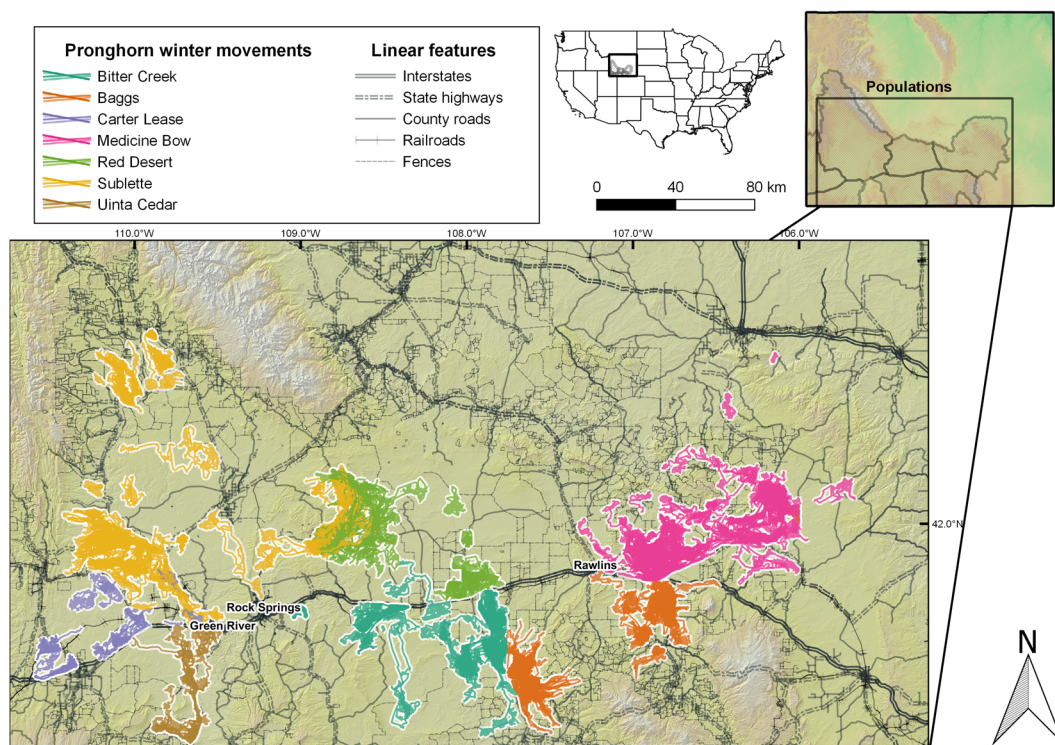 Pronghorn winter movements
Bitter Creek
Baggs
Carter Lease
Medicine Bow
Red Desert
Sublette
Uinta Cedar
Linear features
Interstates
State highways
County roads
Railroads
Fences
0 40 80 km
Populations
110.0°W 109.0°W 108.0°W 107.0°W 106.0°W
42.0°N
Rawlins
Rock Springs
Green River
N